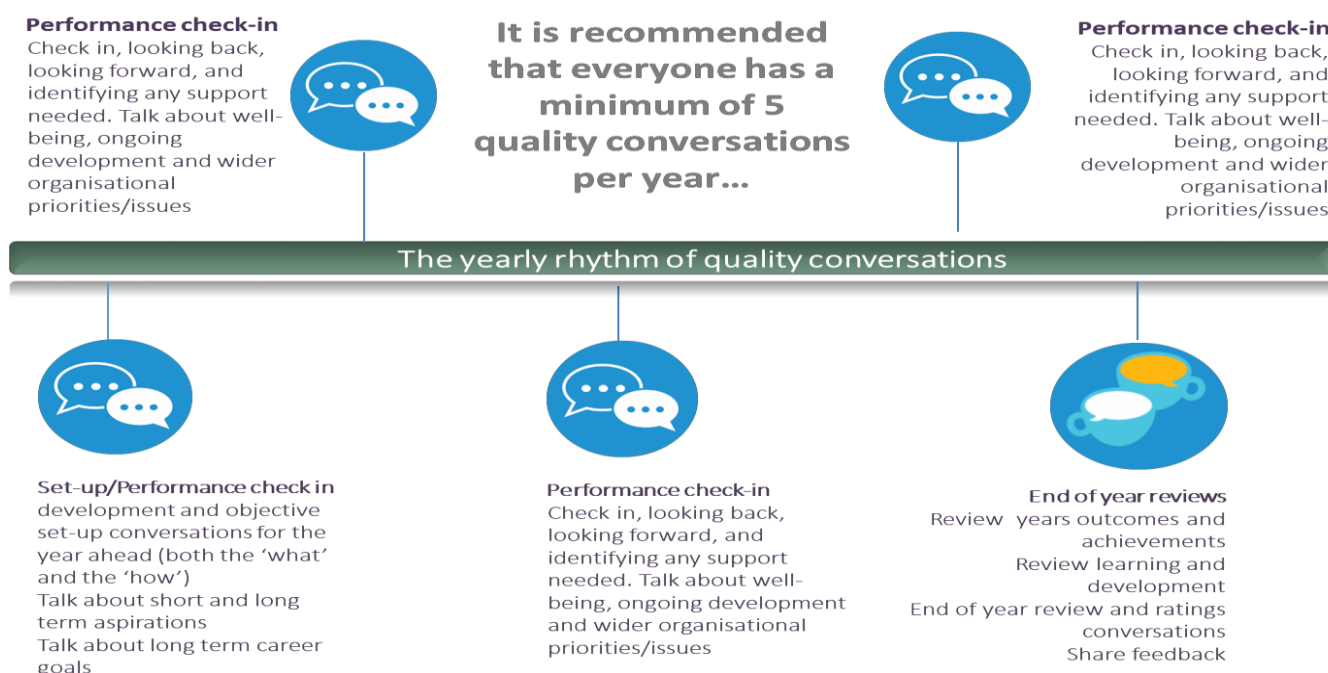 Performance check-in
Check in, looking back,
looking forward, and
identifying any support
needed. Talk about well-
being, ongoing
development and wider
organisational
priorities/issues
It is recommended
that everyone has a
minimum of 5
quality conversations
per year...
Performance check-in
Check in, looking back,
looking forward, and
identifying any support
needed. Talk about well-
being, ongoing
development and wider
organisational
priorities/issues
The yearly rhythm of quality conversations
Set-up/Performance check in
development and objective
set-up conversations for the
year ahead (both the ‘what’
and the ‘how’)
Talk about short and long
term aspirations
Talk about long term career
goals
Performance check-in
Check in, looking back,
looking forward, and
identifying any support
needed. Talk about well-
being, ongoing development
and wider organisational
priorities/issues
End of year reviews
Review years outcomes and
achievements
Review learning and
development
End of year review and ratings
conversations
Share feedback